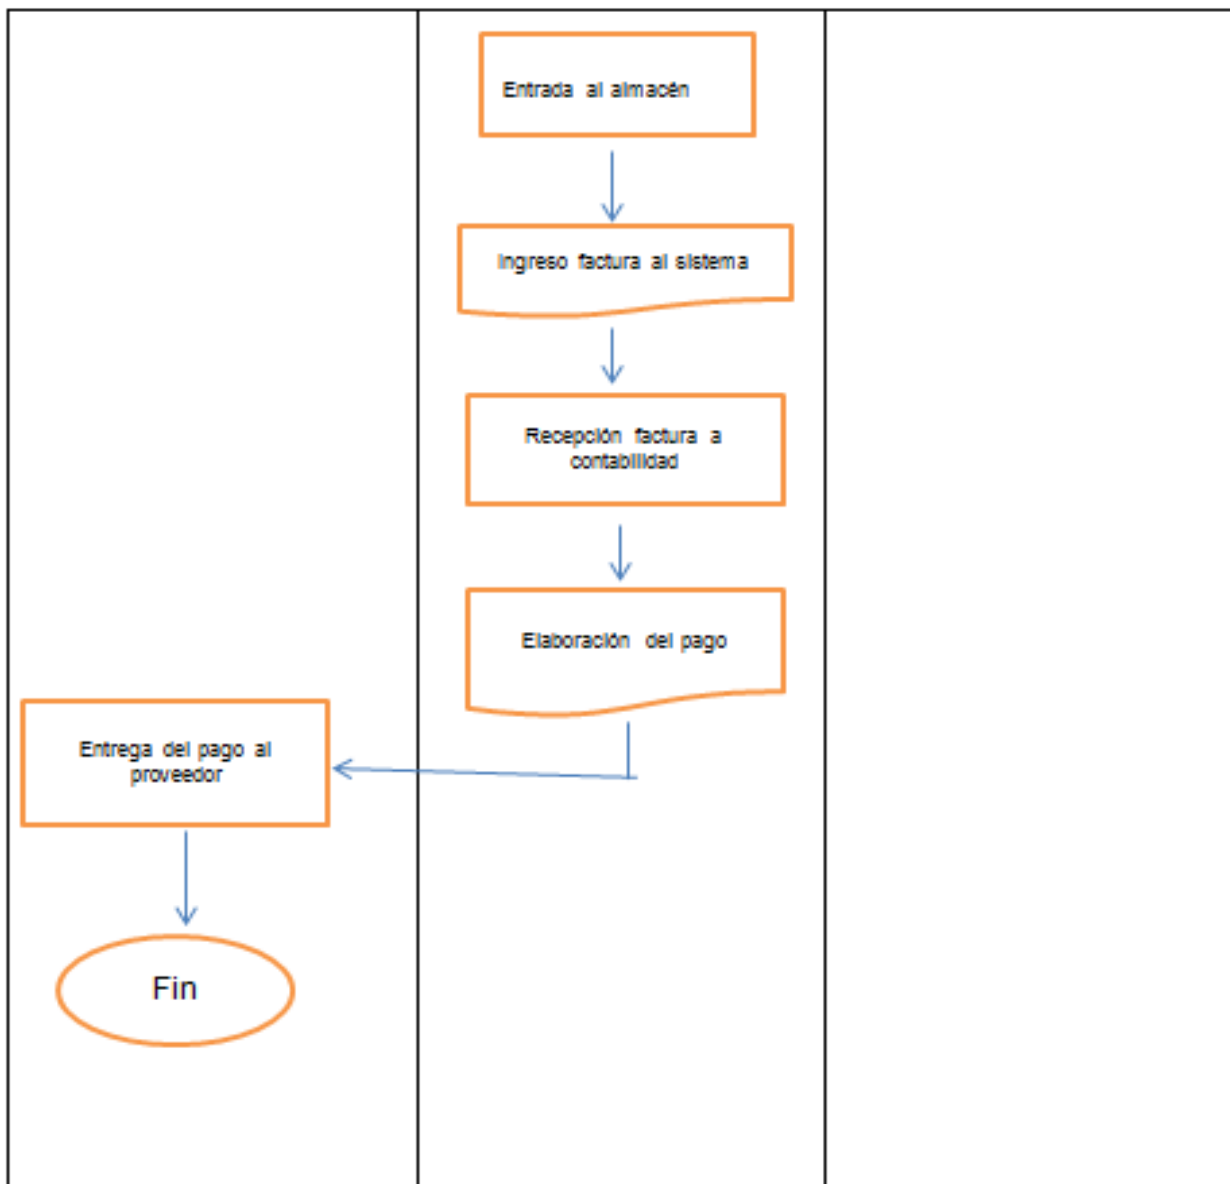 Entrada al almacén
Ingreso factura al sistema
Recepción factura a
contabilidad
Elaboración del pago
Entrega del pago al
proveedor
Fin